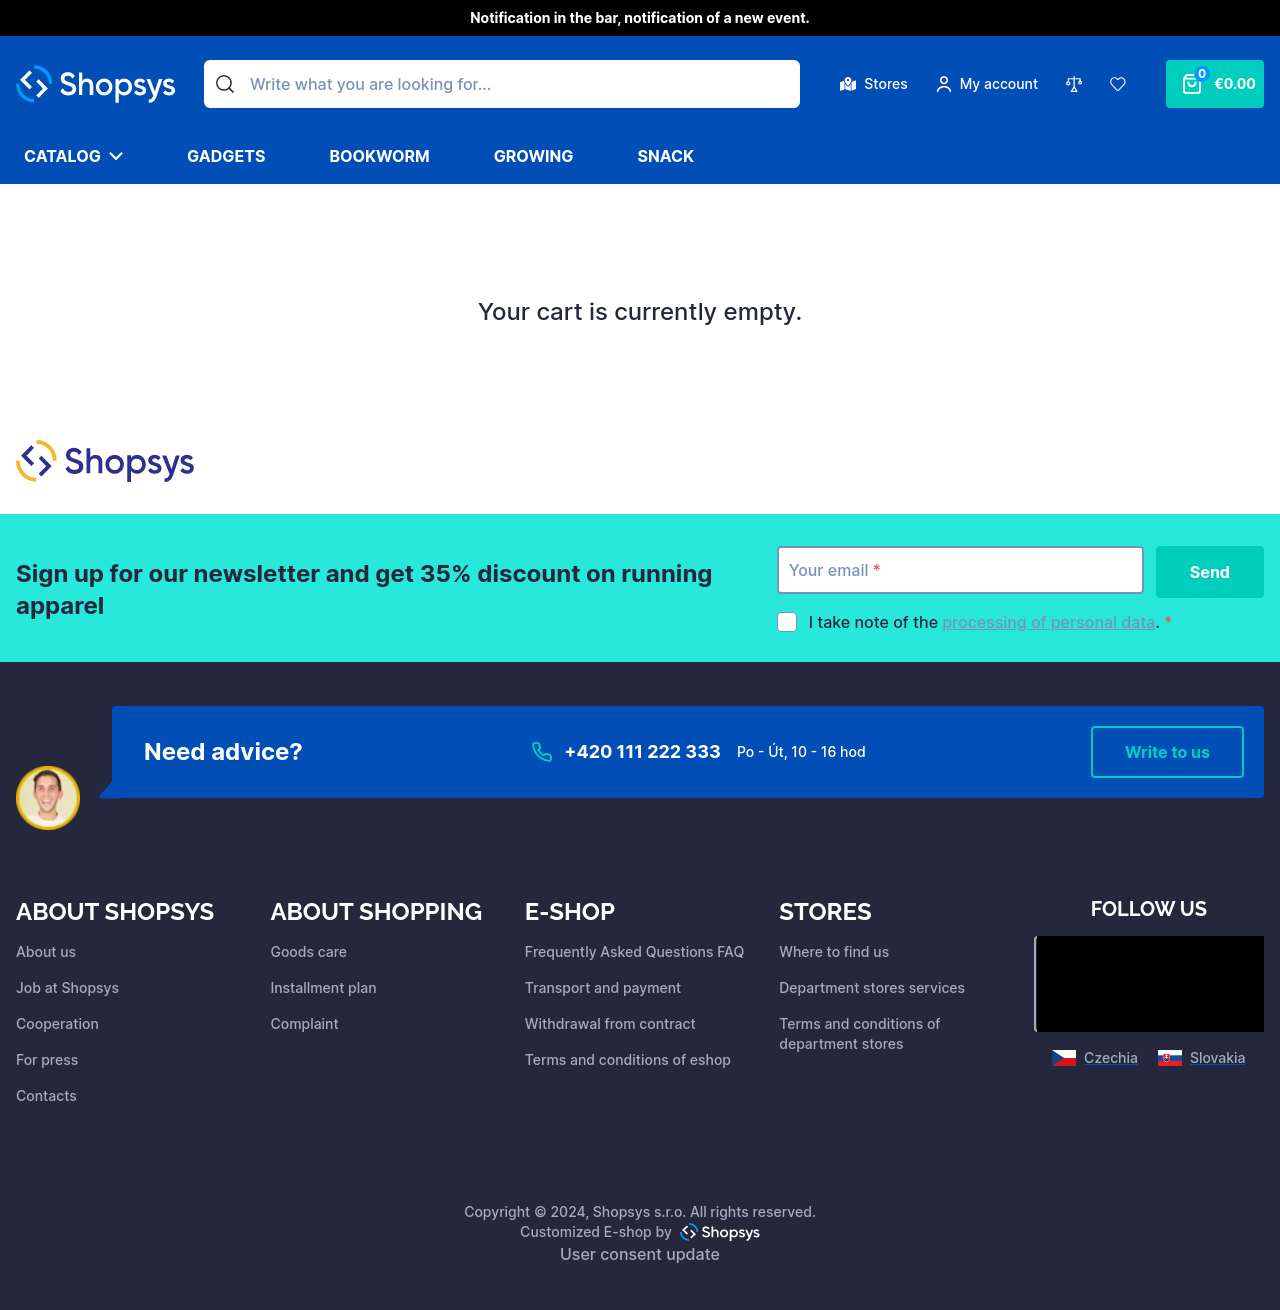 Notification in the bar, notification of a new event.
Shopsys
Write what you are looking for...
Stores
My account
0
€0.00
CATALOG
GADGETS
BOOKWORM
GROWING
SNACK
Your cart is currently empty.
Shopsys
Sign up for our newsletter and get 35% discount on running
apparel
Your email *
Send
I take note of the processing of personal data. *
Need advice?
+420 111 222 333
Po - Út, 10 - 16 hod
Write to us
ABOUT SHOPSYS
About us
Job at Shopsys
Cooperation
For press
Contacts
ABOUT SHOPPING
Goods care
Installment plan
Complaint
E-SHOP
Frequently Asked Questions FAQ
Transport and payment
Withdrawal from contract
Terms and conditions of eshop
STORES
Where to find us
Department stores services
Terms and conditions of
department stores
FOLLOW US
Czechia
Slovakia
Copyright © 2024, Shopsys s.r.o. All rights reserved.
Customized E-shop by Shopsys
User consent update